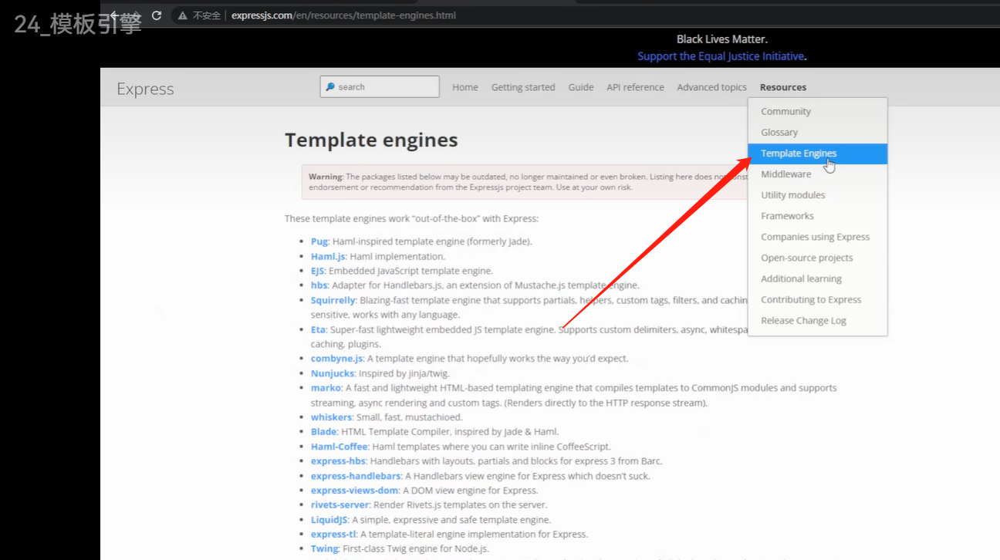 24_模板引擎
不安全 expressjs.com/en/resources/template-engines.html
Black Lives Matter.
Support the Equal Justice Initiative.
Express
search
Home Getting started Guide API reference Advanced topics Resources
Community
Glossary
Template Engines
Middleware
Utility modules
Frameworks
Companies using Express
Open-source projects
Additional learning
Contributing to Express
Release Change Log
Template engines
Warning: The packages listed below may be outdated, no longer maintained or even broken. Listing here does not
endorsement or recommendation from the Expressjs project team. Use at your own risk.
These template engines work “out-of-the-box” with Express:
Pug: Haml-inspired template engine (formerly Jade).
Haml.js: Haml implementation.
EJS: Embedded JavaScript template engine.
hbs: Adapter for Handlebars.js, an extension of Mustache.js template engine.
Squirrelly: Blazing-fast template engine that supports partials, helpers, custom tags, filters, and
sensitive, works with any language.
Eta: Super-fast lightweight embedded JS template engine. Supports custom delimiters, async,
caching, plugins.
combyne.js: A template engine that hopefully works the way you’d expect.
Nunjucks: Inspired by jinja/twig.
marko: A fast and lightweight HTML-based templating engine that compiles templates to CommonJS modules and supports
streaming, async rendering and custom tags. (Renders directly to the HTTP response stream).
whiskers: Small, fast, mustachioed.
Blade: HTML Template Compiler, inspired by Jade & Haml.
Haml-Coffee: Haml templates where you can write inline CoffeeScript.
express-hbs: Handlebars with layouts, partials and blocks for express 3 from Barc.
express-handlebars: A Handlebars view engine for Express which doesn’t suck.
express-views-dom: A DOM view engine for Express.
rivets-server: Render Rivets.js templates on the server.
LiquidJS: A simple, expressive and safe template engine.
express-tl: A template-literal engine implementation for Express.
Twing: First-class Twig engine for Node.js.